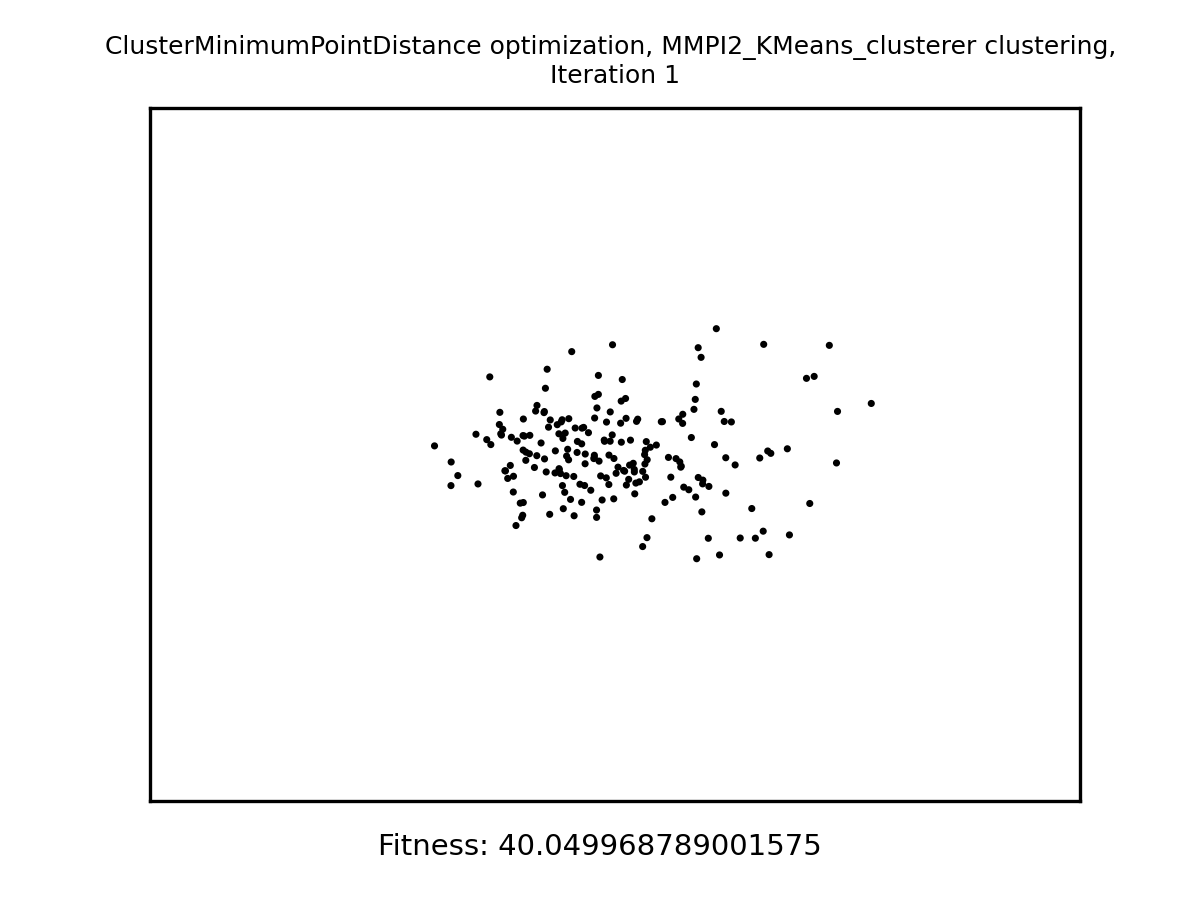 ClusterMinimumPointDistance optimization, MMPI2_KMeans_clusterer clustering,
Iteration 1
Fitness: 40.049968789001575